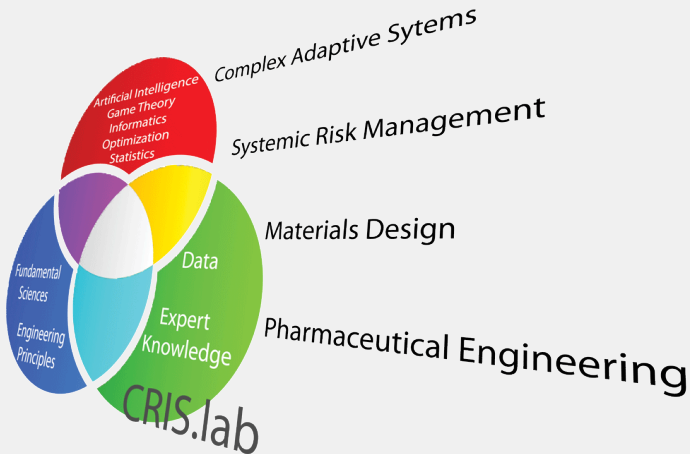 Complex Adaptive Sytems
Artificial Intelligence
Game Theory
Informatics
Optimization
Statistics
Systemic Risk Management
Materials Design
Data
Fundamental
Sciences
Expert
Knowledge
Engineering
Principles
Pharmaceutical Engineering
CRIS.lab